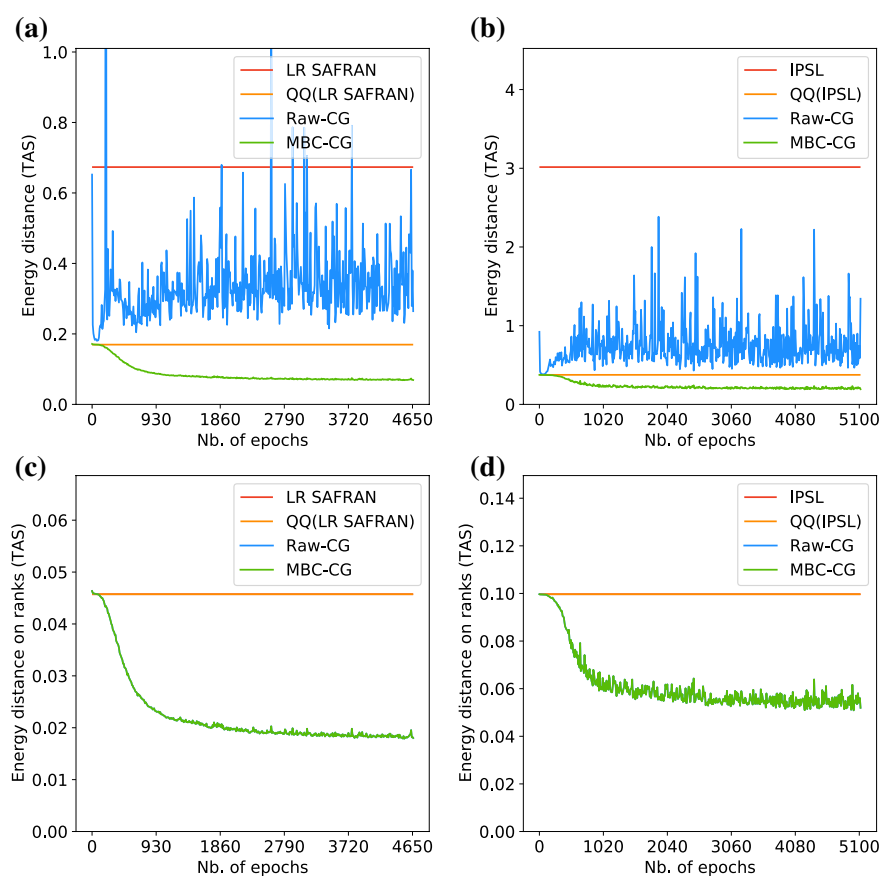 (a)
Energy distance (TAS)
1.0
0.8
0.6
0.4
0.2
0.0
LR SAFRAN
QQ(LR SAFRAN)
Raw-CG
MBC-CG
0 930 1860 2790 3720 4650
Nb. of epochs
(b)
Energy distance (TAS)
4
3
2
1
0
IPSL
QQ(IPSL)
Raw-CG
MBC-CG
0 1020 2040 3060 4080 5100
Nb. of epochs
(c)
Energy distance on ranks (TAS)
0.06
0.05
0.04
0.03
0.02
0.01
0.00
LR SAFRAN
QQ(LR SAFRAN)
Raw-CG
MBC-CG
0 930 1860 2790 3720 4650
Nb. of epochs
(d)
Energy distance on ranks (TAS)
0.14
0.12
0.10
0.08
0.06
0.04
0.02
0.00
IPSL
QQ(IPSL)
Raw-CG
MBC-CG
0 1020 2040 3060 4080 5100
Nb. of epochs